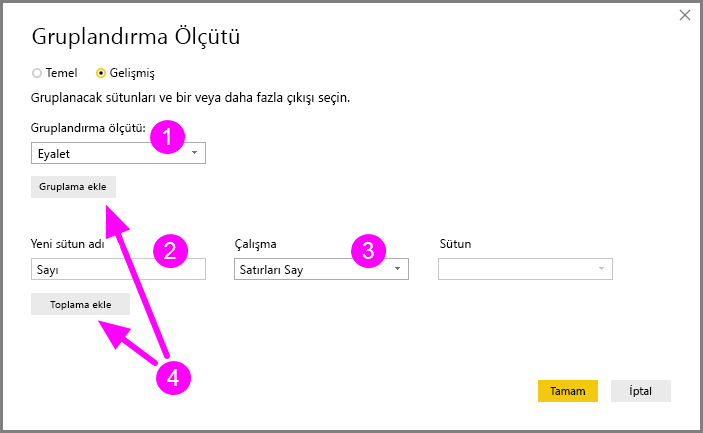 Gruplandırma Ölçütü
Temel Gelişmiş
Gruplanacak sütunları ve bir veya daha fazla çıkışı seçin.
Gruplandırma ölçütü: 1
Eyalet
Gruplama ekle
Yeni sütun adı 2 Çalışma 3 Sütun
Sayı Satırları Say
Toplama ekle
4
Tamam İptal